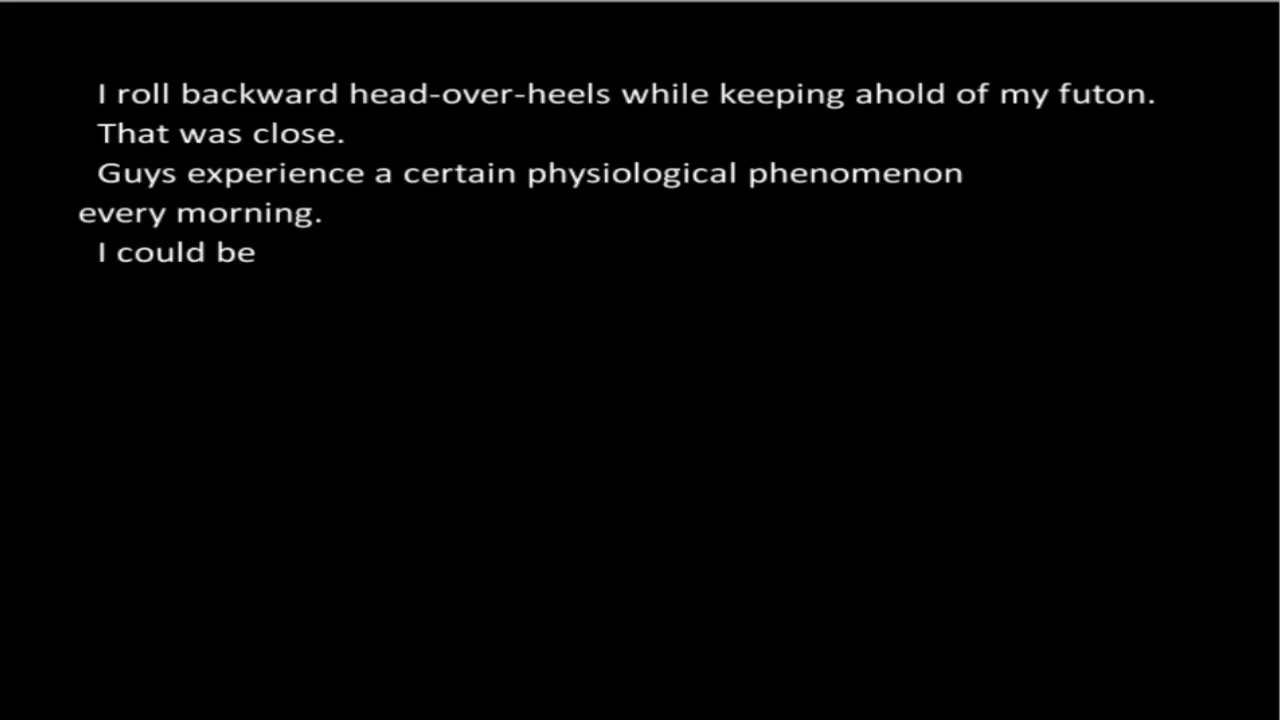 I roll backward head-over-heels while keeping ahold of my futon.
That was close.
Guys experience a certain physiological phenomenon
every morning.
I could be